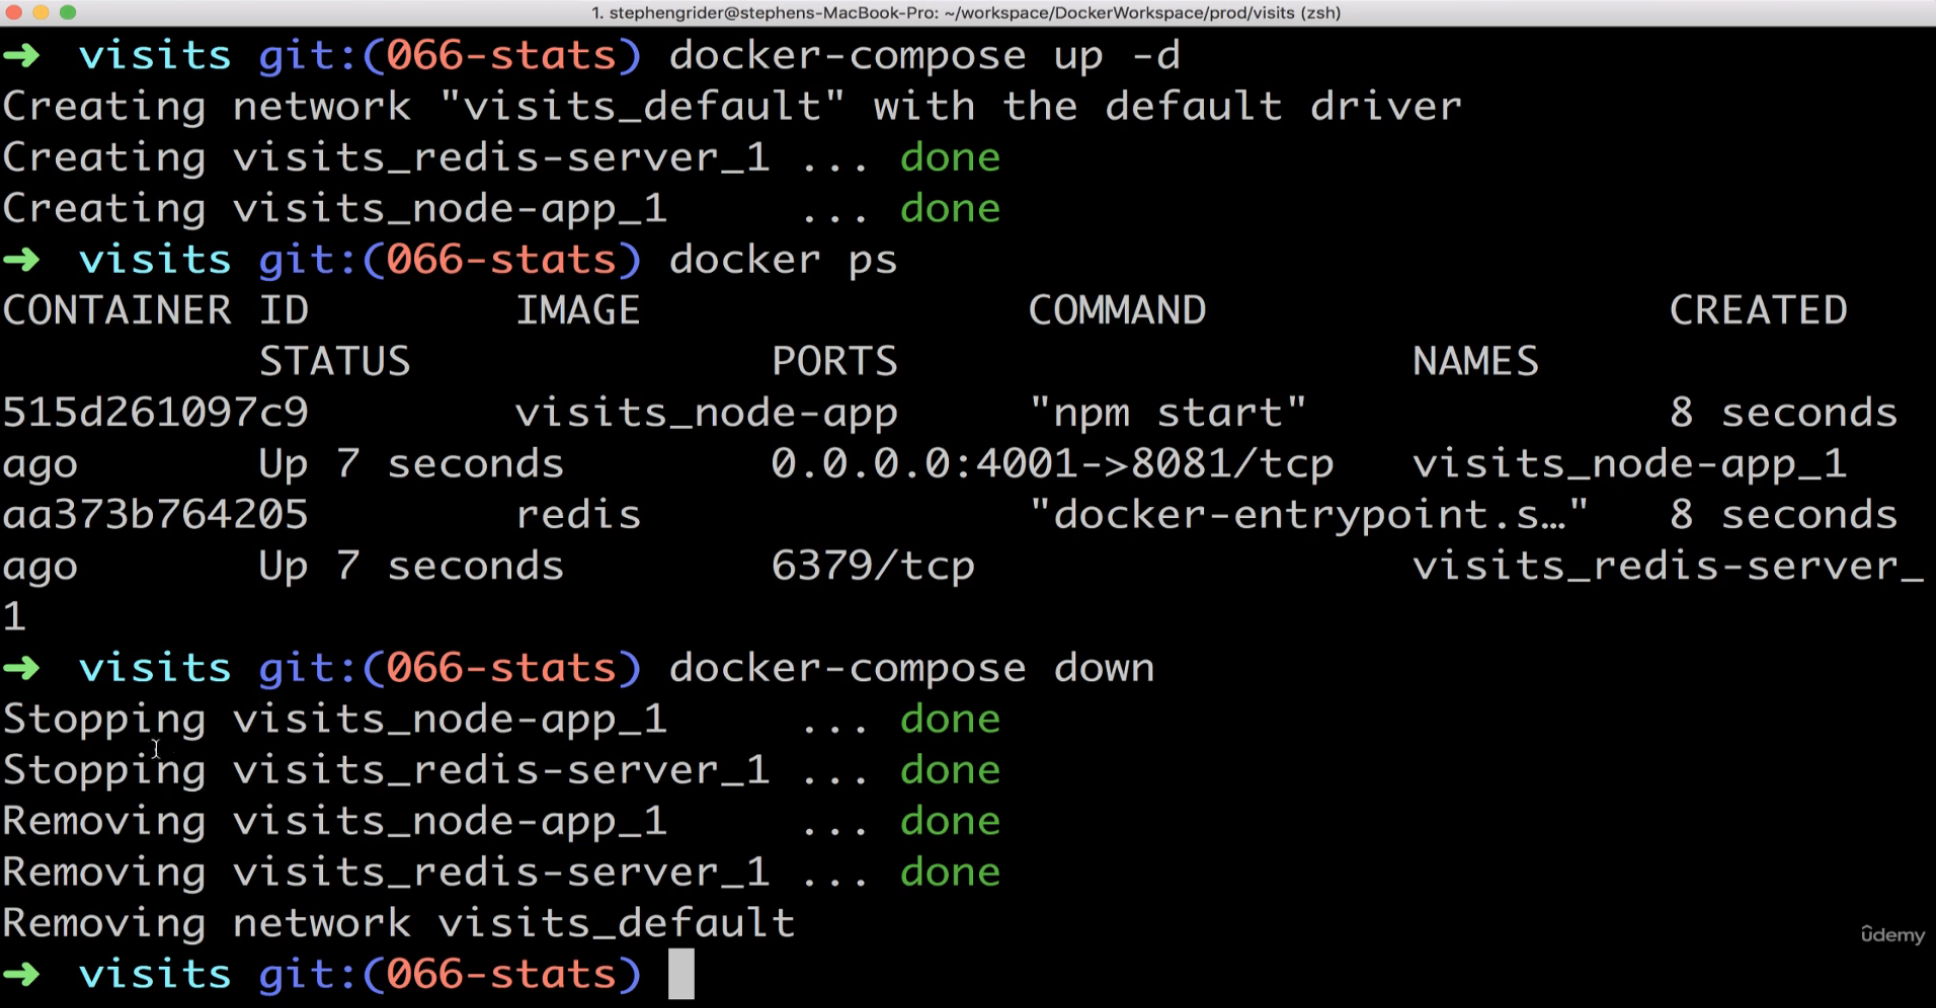 1. stephengrider@stephens-MacBook-Pro: ~/workspace/DockerWorkspace/prod/visits (zsh)
➜  visits git:(066-stats) docker-compose up -d
Creating network "visits_default" with the default driver
Creating visits_redis-server_1 ... done
Creating visits_node-app_1     ... done
➜  visits git:(066-stats) docker ps
CONTAINER ID        IMAGE               COMMAND                  CREATED
          STATUS              PORTS                    NAMES
515d261097c9        visits_node-app     "npm start"              8 seconds
ago       Up 7 seconds        0.0.0.0:4001->8081/tcp   visits_node-app_1
aa373b764205        redis               "docker-entrypoint.s…"   8 seconds
ago       Up 7 seconds        6379/tcp                 visits_redis-server_
1
➜  visits git:(066-stats) docker-compose down
Stopping visits_node-app_1     ... done
Stopping visits_redis-server_1 ... done
Removing visits_node-app_1     ... done
Removing visits_redis-server_1 ... done
Removing network visits_default
➜  visits git:(066-stats)
ûdemy